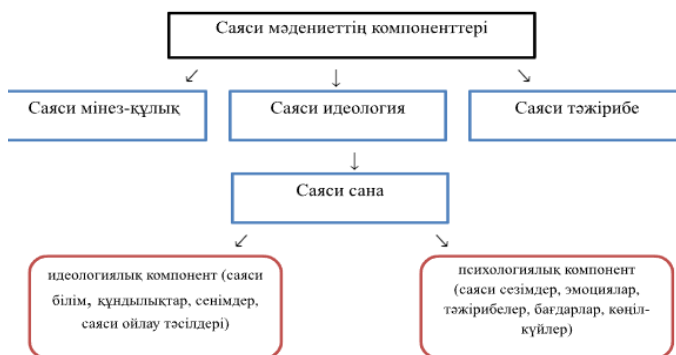 Саяси мәдениеттің компоненттері
Саяси мінез-құлық
Саяси идеология
Саяси тәжірибе
Саяси сана
идеологиялық компонент (саяси
білім, құндылықтар, сенімдер,
саяси ойлау тәсілдері)
психологиялық компонент
(саяси сезімдер, эмоциялар,
тәжірибелер, бағдарлар, көңіл-
күйлер)